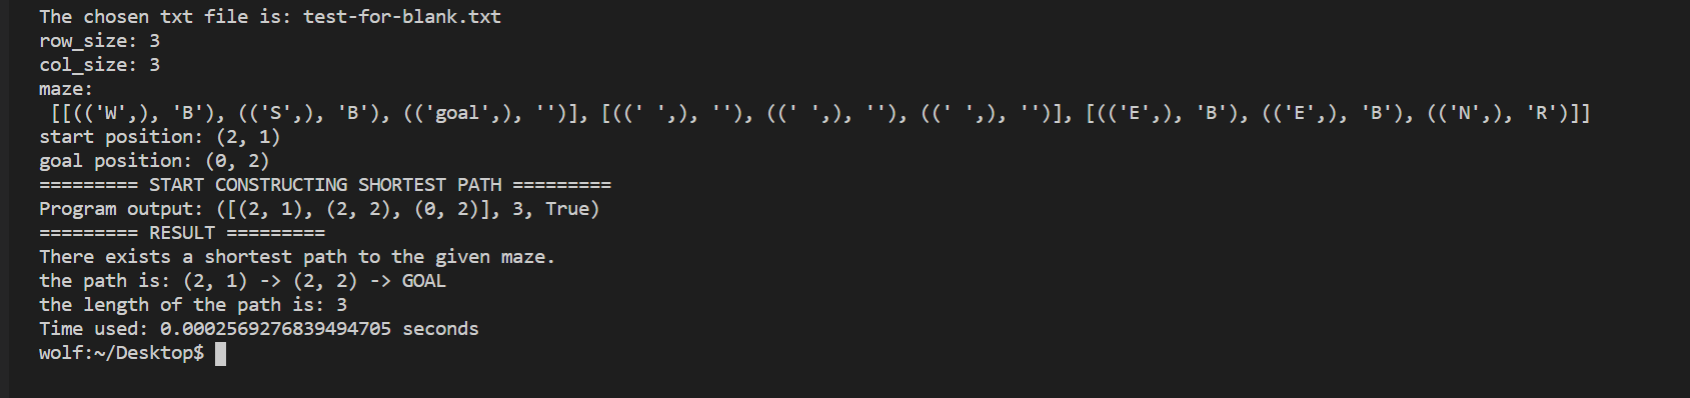 The chosen txt file is: test-for-blank.txt
row_size: 3
col_size: 3
maze:
 [[(('W',), 'B'), (('S',), 'B'), (('goal',), '')], [((' ',), ''), ((' ',), ''), ((' ',), '')], [(('E',), 'B'), (('E',), 'B'), (('N',), 'R')]]
start position: (2, 1)
goal position: (0, 2)
========= START CONSTRUCTING SHORTEST PATH =========
Program output: ([(2, 1), (2, 2), (0, 2)], 3, True)
========= RESULT =========
There exists a shortest path to the given maze.
the path is: (2, 1) -> (2, 2) -> GOAL
the length of the path is: 3
Time used: 0.0002569276839494705 seconds
wolf:~/Desktop$